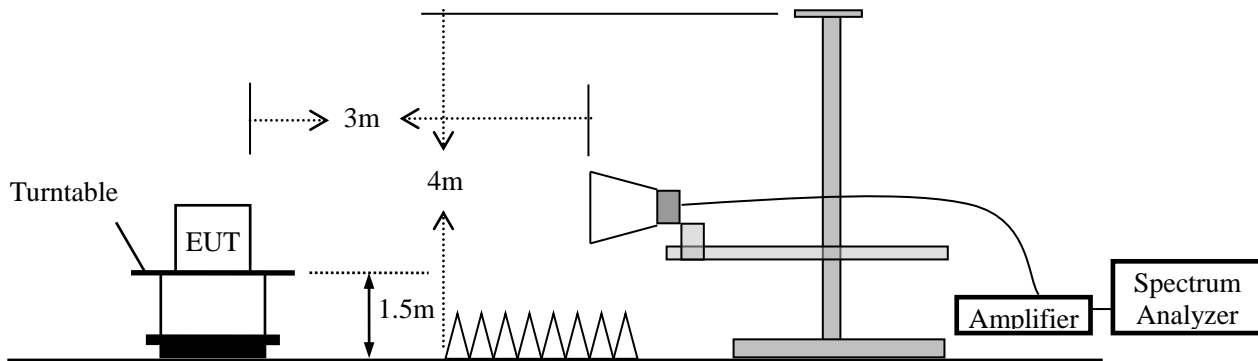 3m
4m
Turntable
EUT
1.5m
Amplifier
Spectrum
Analyzer